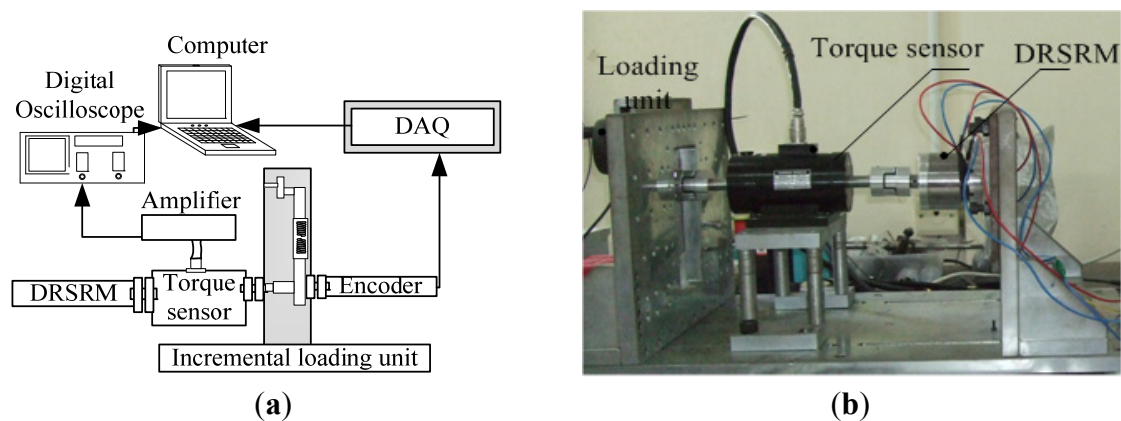 Computer
Digital
Oscilloscope
DAQ
Amplifier
DRSRM
Torque
sensor
Encoder
Incremental loading unit
(a)
Torque sensor
DRSRM
Loading
unit
(b)